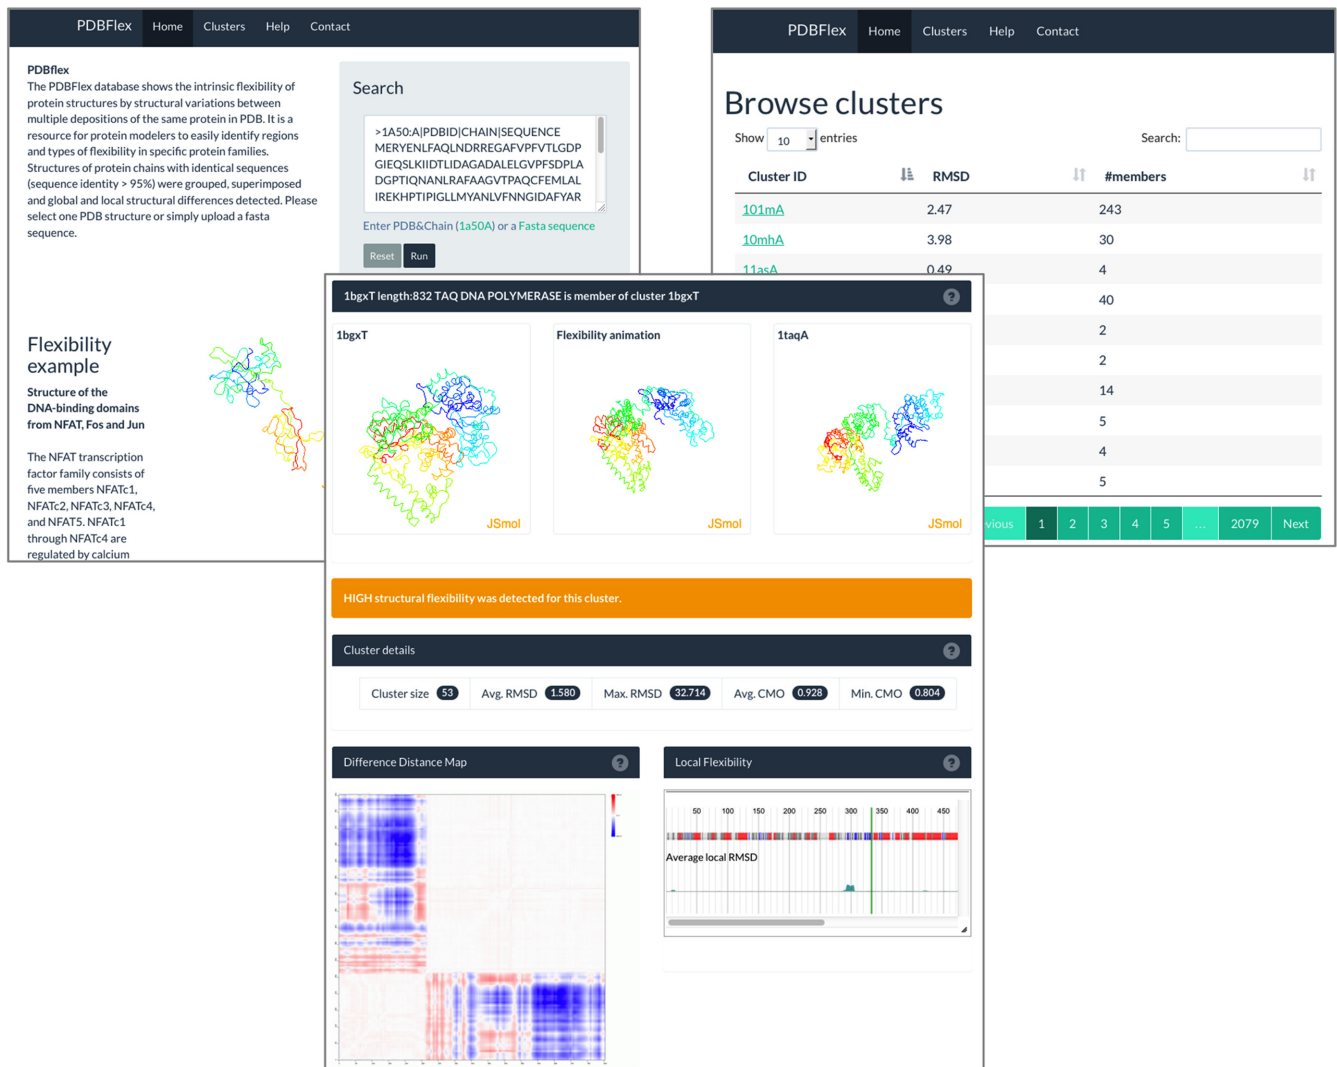 PDBFlex Home Clusters Help Contact
PDBflex
The PDBFlex database shows the intrinsic flexibility of
protein structures by structural variations between
multiple depositions of the same protein in PDB. It is a
resource for protein modelers to easily identify regions
and types of flexibility in specific protein families.
Structures of protein chains with identical sequences
(sequence identity > 95%) were grouped, superimposed
and global and local structural differences detected. Please
select one PDB structure or simply upload a fasta
sequence.
Search
>1A50:A|PDBID|CHAIN|SEQUENCE
MERYENLFAQLNDRREGAFVPFVTLGDP
GIEQSLKIIDTLIDAGADALELGVPFSDPLA
DGPTIQNANLRAFAAGVTPAQCFEMLAL
IREKHPTIPIGLLMYANLVFNNGIDAFYAR
Enter PDB&Chain (1a50A) or a Fasta sequence
Reset Run
Flexibility
example
Structure of the
DNA-binding domains
from NFAT, Fos and Jun
The NFAT transcription
factor family consists of
five members NFATc1,
NFATc2, NFATc3, NFATc4,
and NFAT5. NFATc1
through NFATc4 are
regulated by calcium
PDBFlex Home Clusters Help Contact
Browse clusters
Show 10 entries Search:
Cluster ID RMSD #members
101mA 2.47 243
10mhA 3.98 30
11asA 0.49 4
40
2
2
14
5
4
5
vious 1 2 3 4 5 ... 2079 Next
1bgxT length:832 TAQ DNA POLYMERASE is member of cluster 1bgxT ?
1bgxT Flexibility animation 1taqA
JSmol JSmol JSmol
HIGH structural flexibility was detected for this cluster.
Cluster details ?
Cluster size 53 Avg. RMSD 1.580 Max. RMSD 32.714 Avg. CMO 0.928 Min. CMO 0.804
Difference Distance Map ?
Local Flexibility ?
50 100 150 200 250 300 350 400 450
Average local RMSD